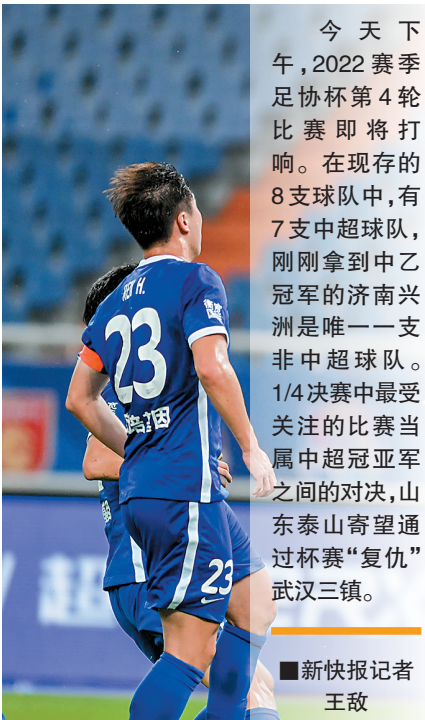 今天下
午，2022 赛季
足协杯第 4 轮
比赛即将打
响。在现存的
8 支球队中，有
7 支中超球队，
刚刚拿到中乙
冠军的济南兴
洲是唯一一支
非中超球队。
1/4 决赛中最受
关注的比赛当
属中超冠亚军
之间的对决，山
东泰山寄望通
过杯赛“复仇”
武汉三镇。
■新快报记者
王敌
23
23
超